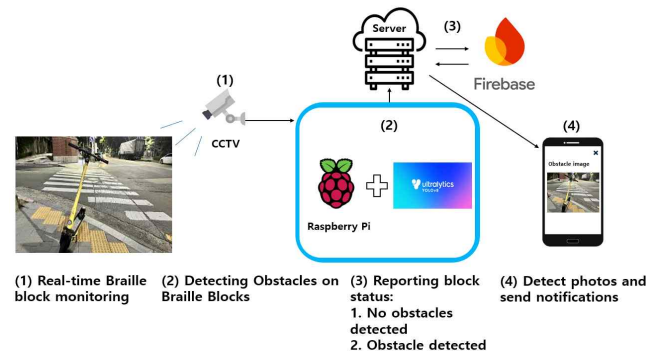 Server
(3)
Firebase
(1)
CCTV
(2)
ultralytics
YOLOv8
Raspberry Pi
(4)
Obstacle image
(1) Real-time Braille
block monitoring
(2) Detecting Obstacles on
Braille Blocks
(3) Reporting block
status:
1. No obstacles
detected
2. Obstacle detected
(4) Detect photos and
send notifications